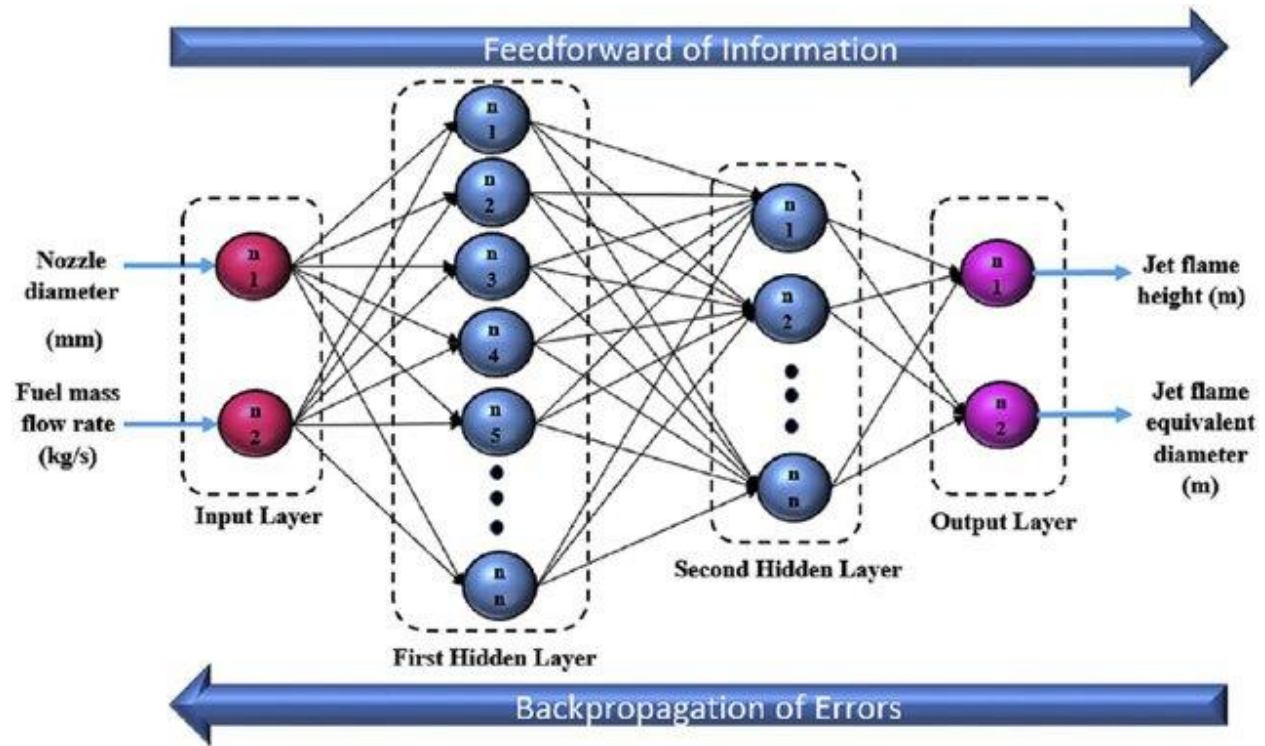 Feedforward of Information
Nozzle
diameter
(mm)
Fuel mass
flow rate
(kg/s)
n
1
n
2
Input Layer
n
1
n
2
n
3
n
4
n
5
n
n
First Hidden Layer
n
1
n
2
n
n
Second Hidden Layer
n
1
n
2
Output Layer
Jet flame
height (m)
Jet flame
equivalent
diameter
(m)
Backpropagation of Errors